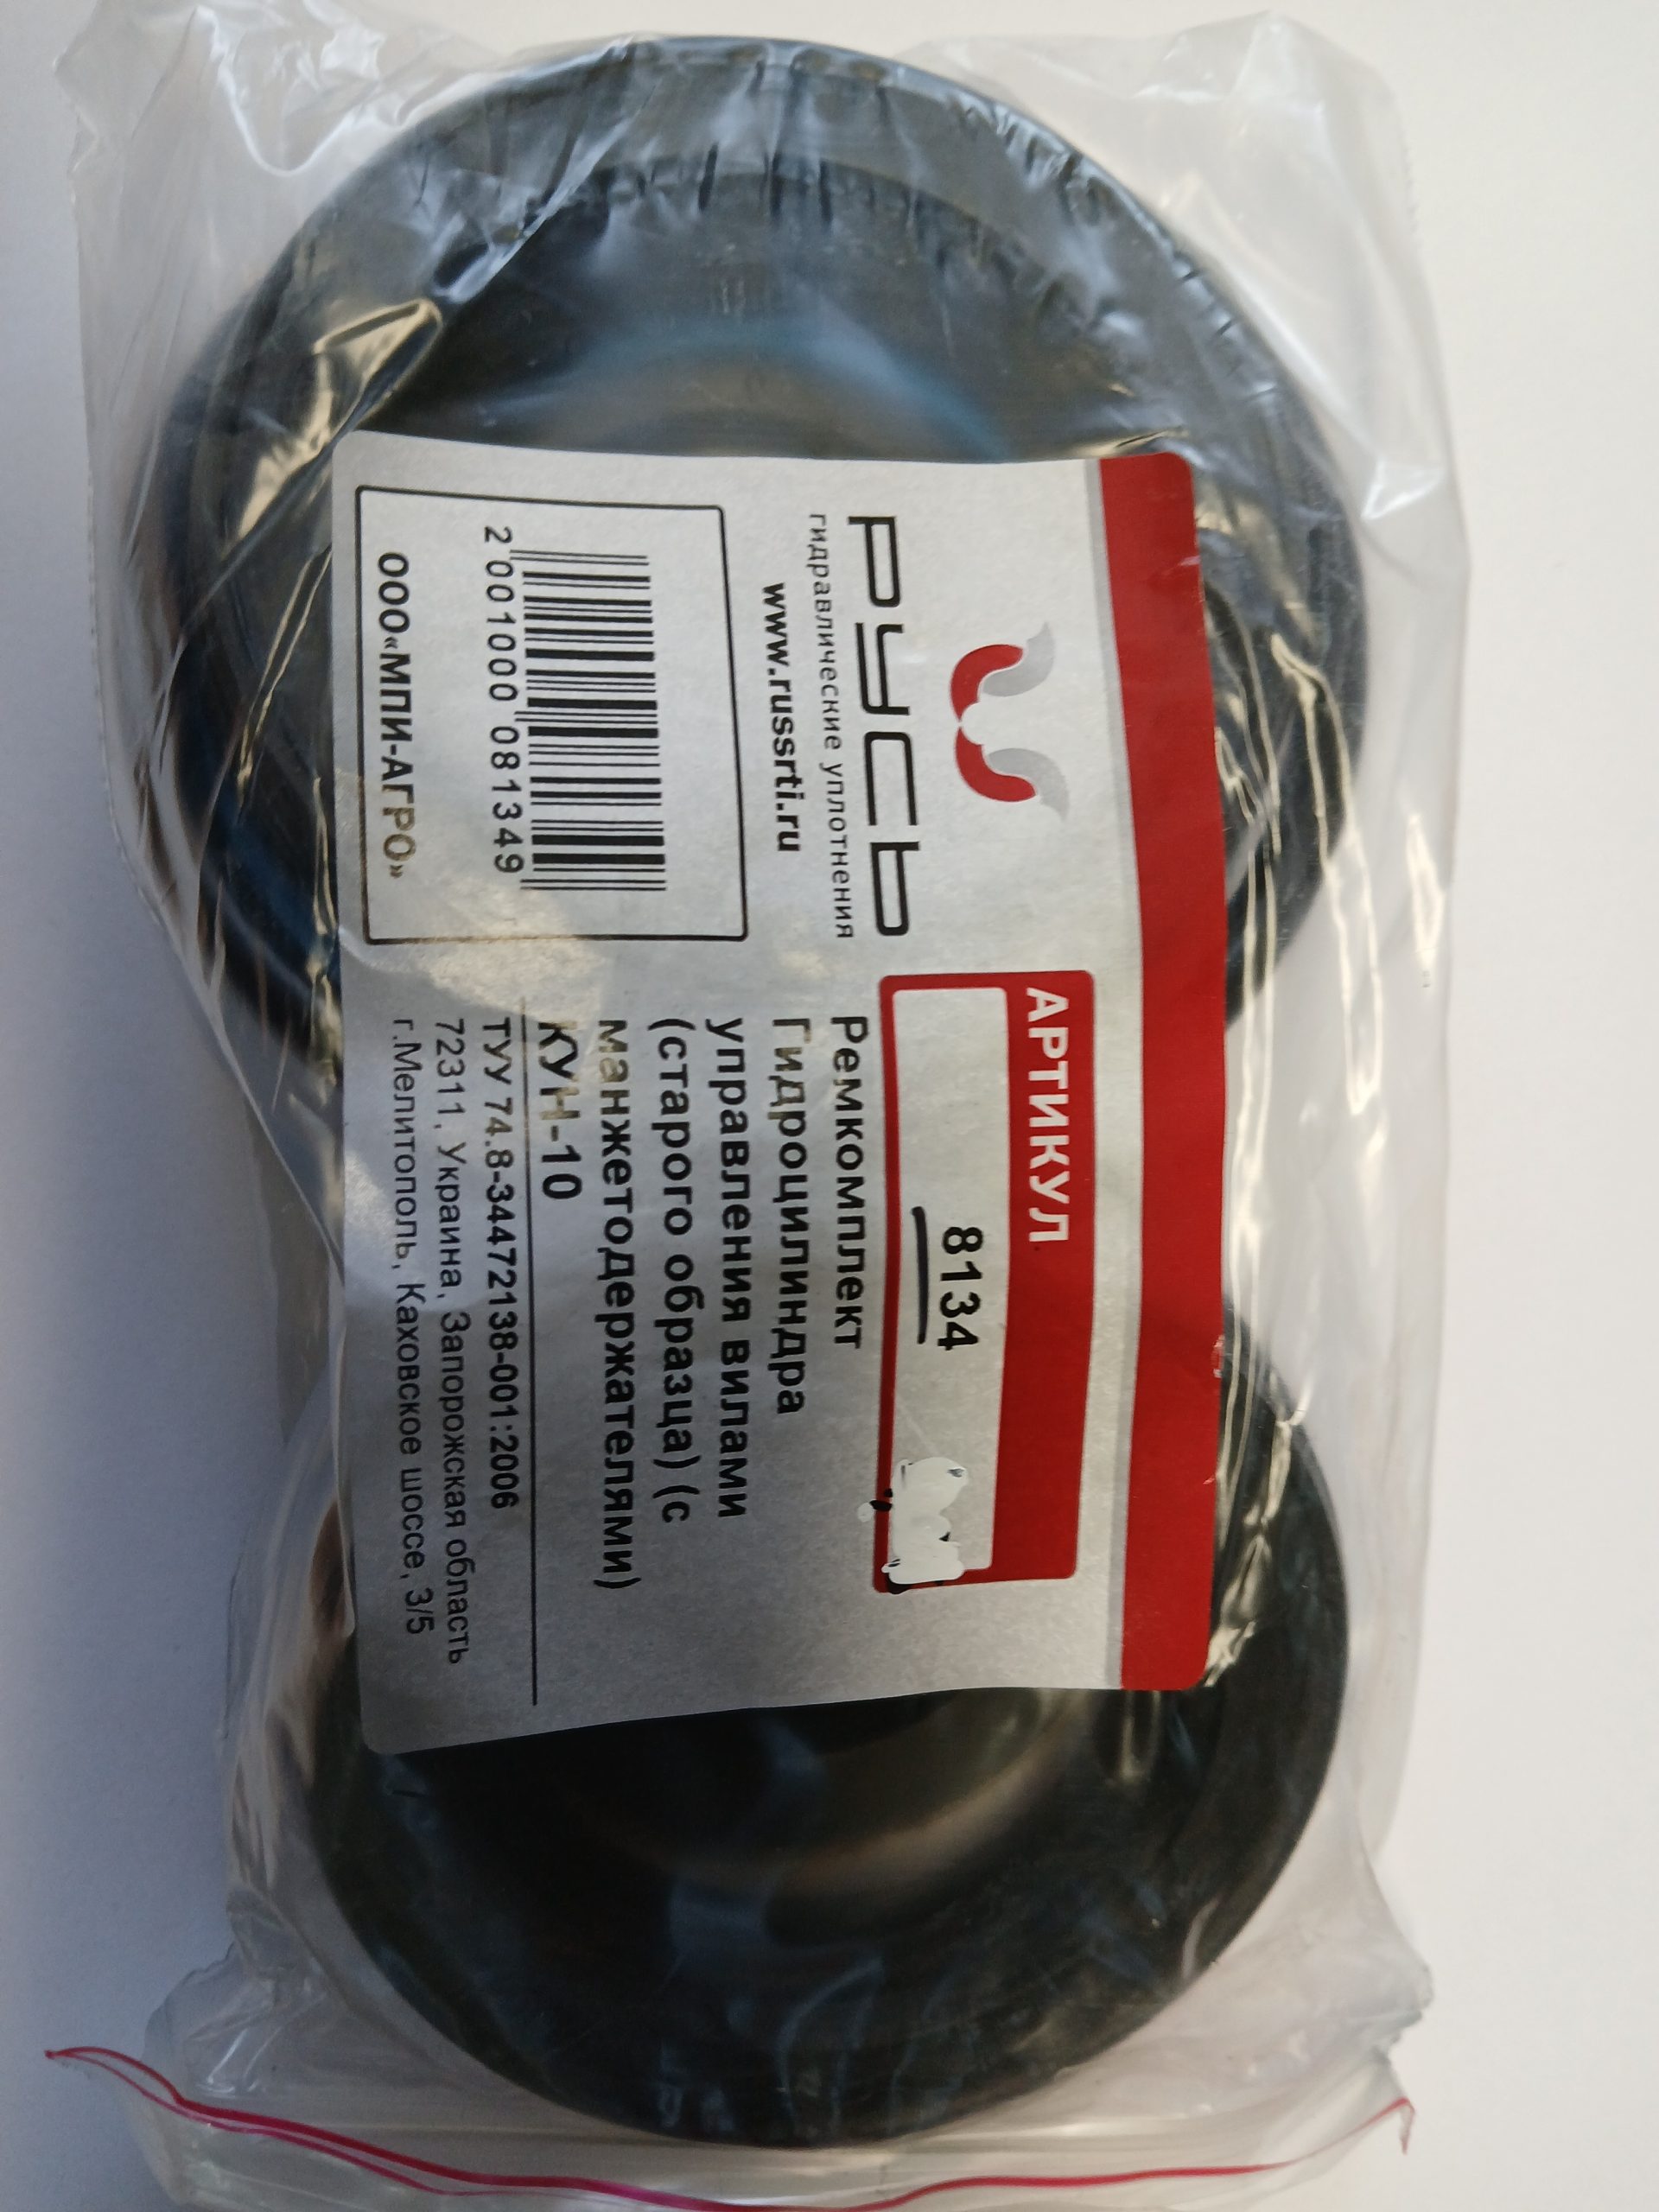 РУСЬ
гидравлические уплотнения
www.russrti.ru
2 001000 081349
ООО«МПИ-АГРО»
АРТИКУЛ
8134
Ремкомплект
Гидроцилиндра
управления вилами
(старого образца) (с
манжетодержателями)
КУН-10
ТУУ 74.8-34472138-001:2006
72311, Украина, Запорожская область
г.Мелитополь, Каховское шоссе, 3/5